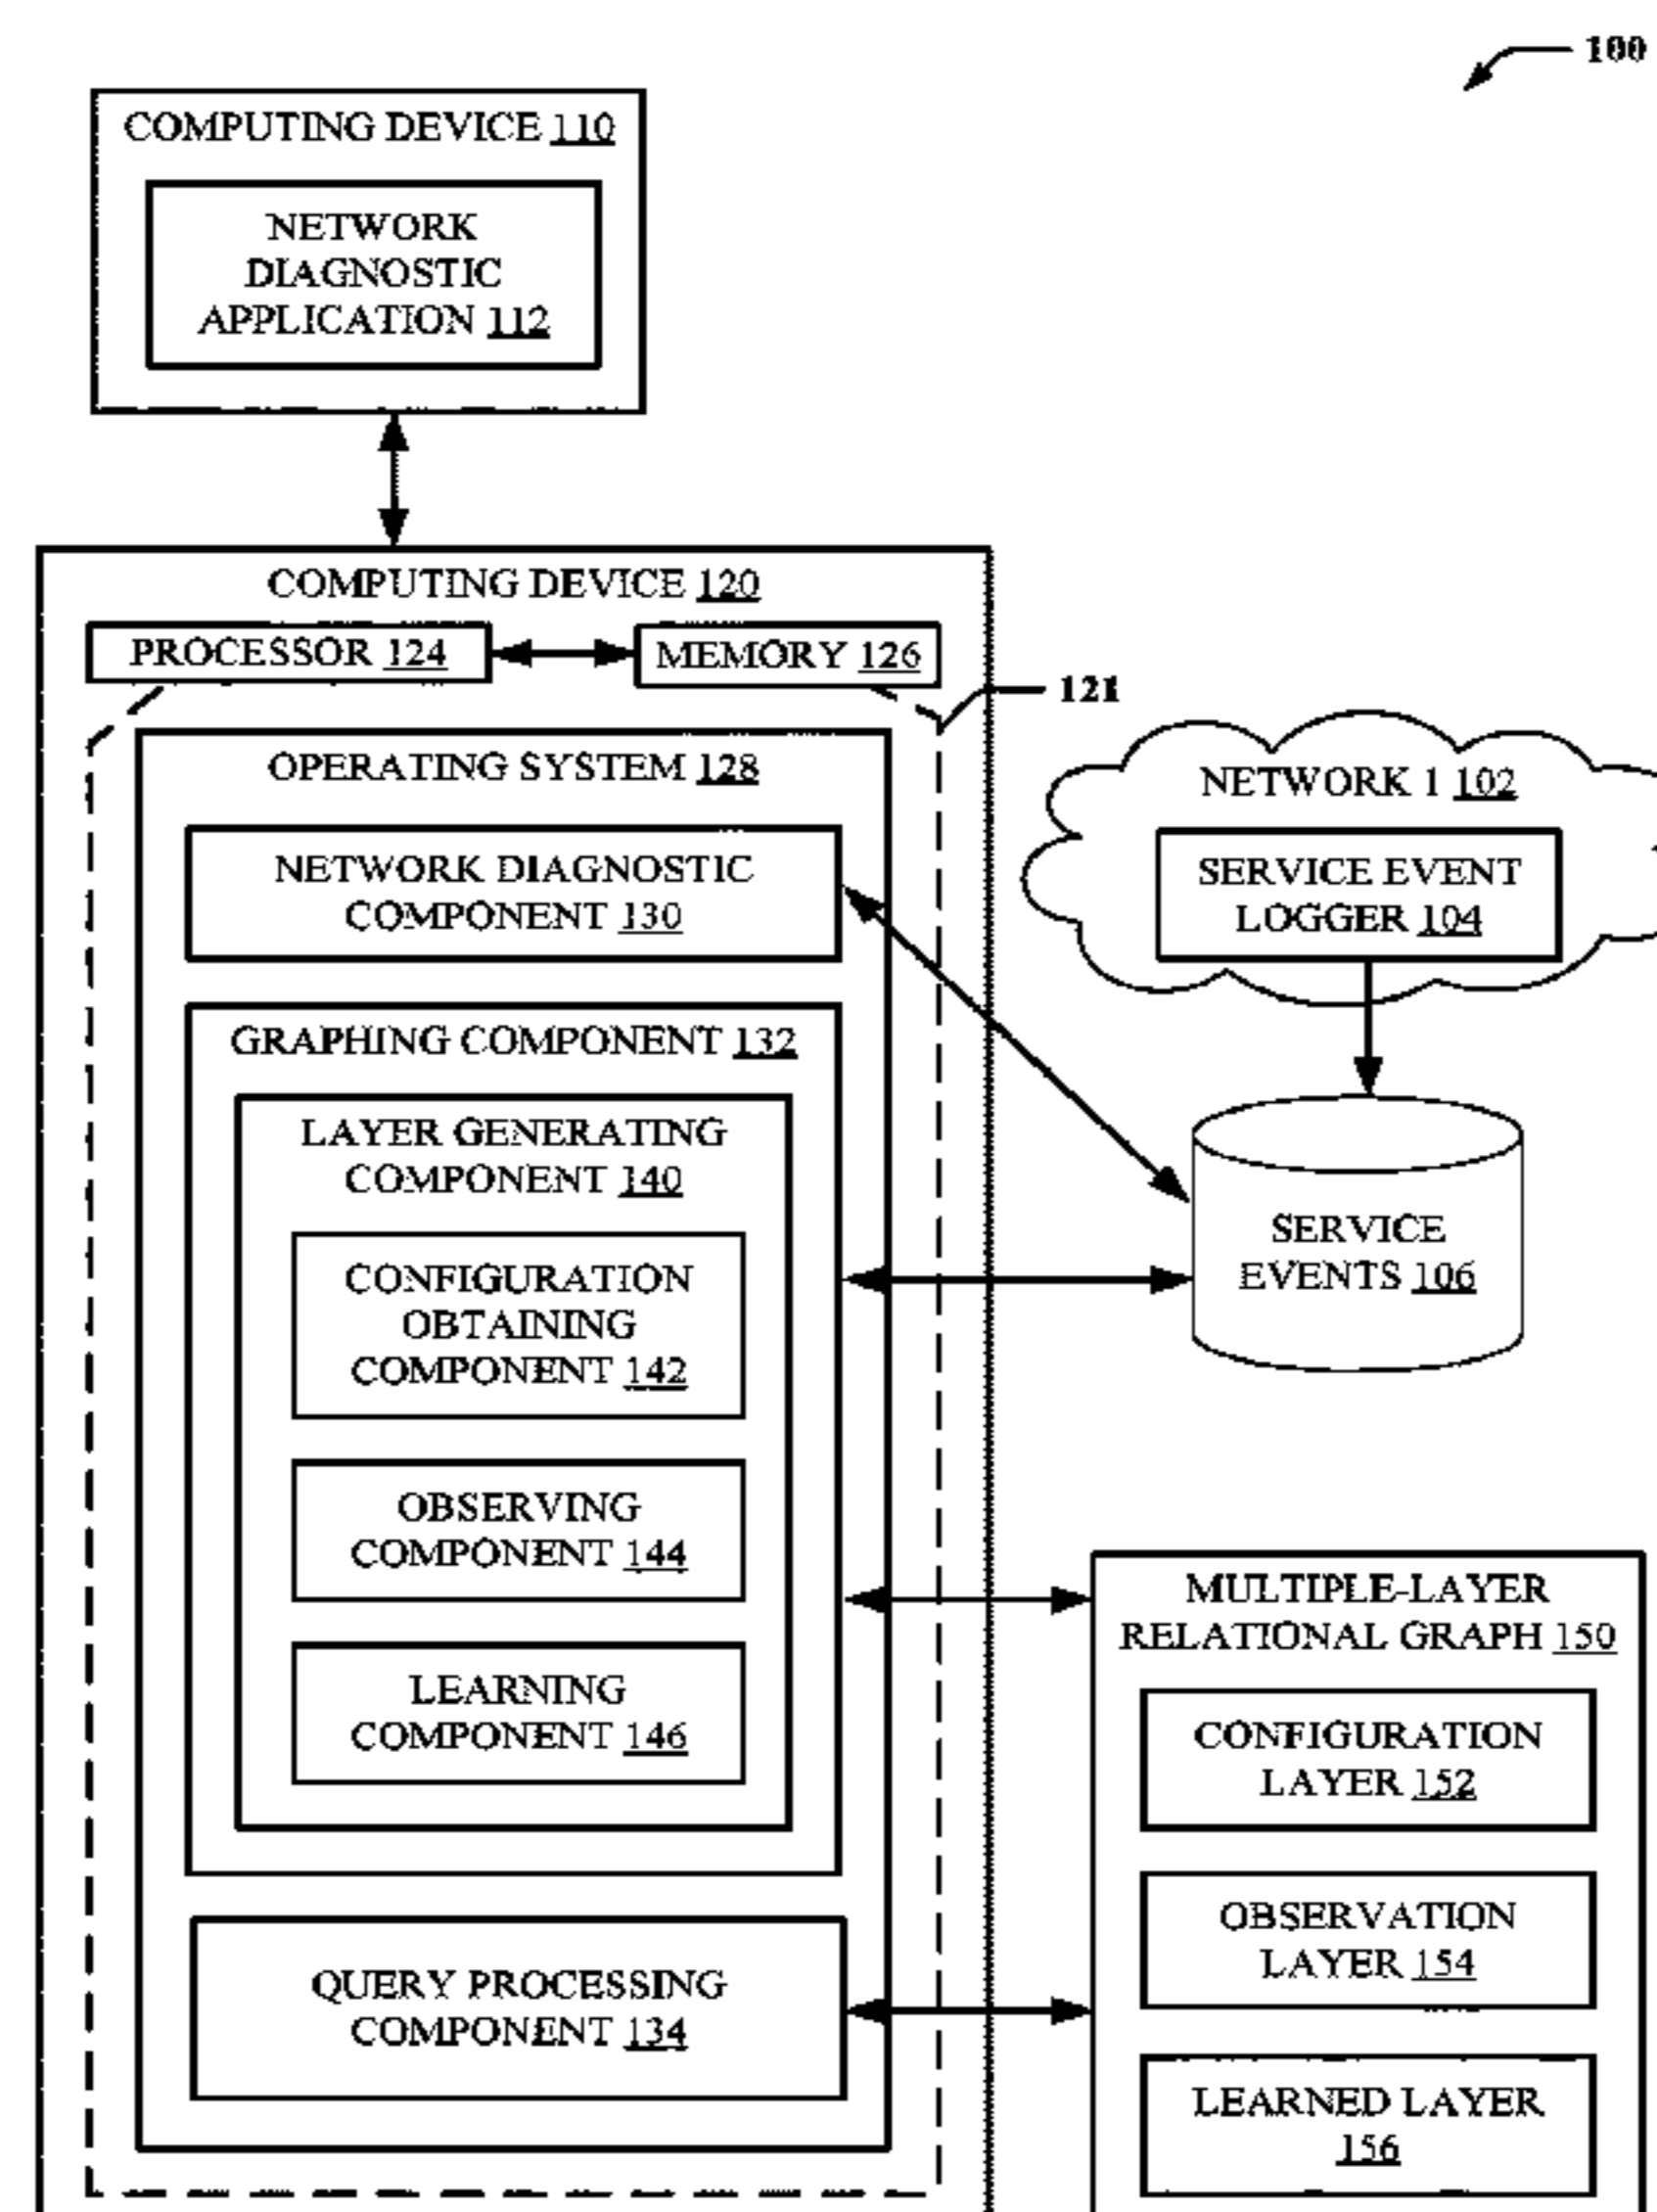 100
COMPUTING DEVICE 110
NETWORK
DIAGNOSTIC
APPLICATION 112
COMPUTING DEVICE 120
PROCESSOR 124
MEMORY 126
121
OPERATING SYSTEM 128
NETWORK DIAGNOSTIC
COMPONENT 130
GRAPHING COMPONENT 132
LAYER GENERATING
COMPONENT 140
CONFIGURATION
OBTAINING
COMPONENT 142
OBSERVING
COMPONENT 144
LEARNING
COMPONENT 146
QUERY PROCESSING
COMPONENT 134
NETWORK 1 102
SERVICE EVENT
LOGGER 104
SERVICE
EVENTS 106
MULTIPLE-LAYER
RELATIONAL GRAPH 150
CONFIGURATION
LAYER 152
OBSERVATION
LAYER 154
LEARNED LAYER
156